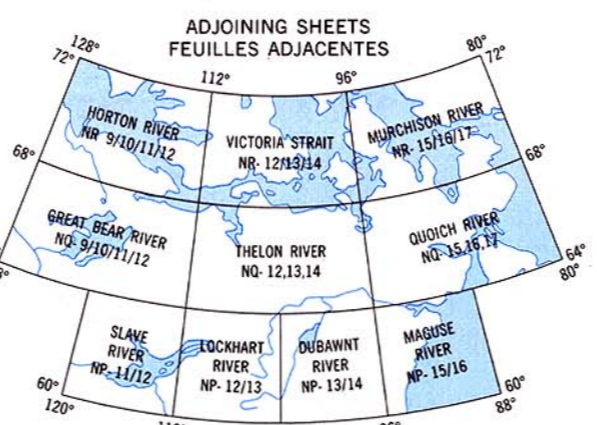 ADJOINING SHEETS
FEUILLES ADJACENTES
128°
80°
72°
112°
96°
72°
HORTON RIVER
NR 9/10/11/12
VICTORIA STRAIT
NR- 12/13/14
MURCHISON RIVER
NR- 15/16/17
68°
68°
GREAT BEAR RIVER
NQ- 9/10/11/12
THELON RIVER
NQ- 12,13,14
QUOICH RIVER
NQ- 15,16,17
64°
80°
SLAVE
RIVER
NP- 11/12
LOCKHART
RIVER
NP- 12/13
DUBAWNT
RIVER
NP- 13/14
MAGUSE
RIVER
NP- 15/16
60°
120°
60°
88°